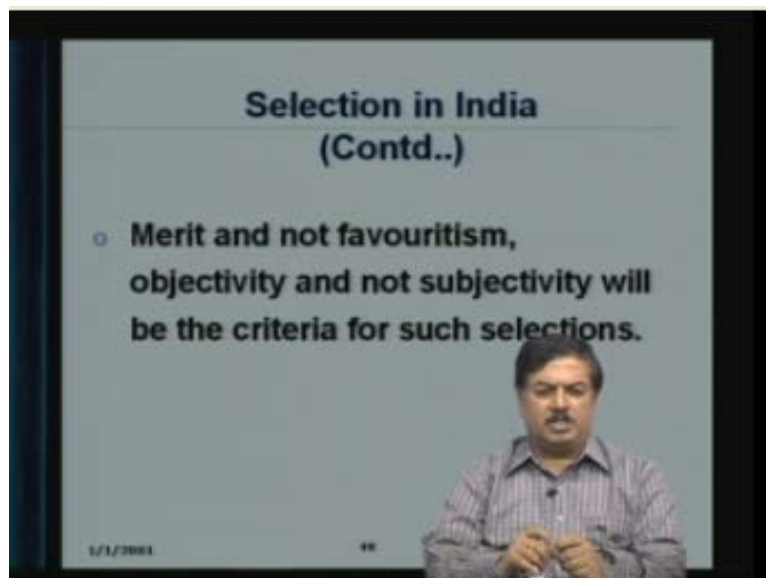 Selection in India
(Contd..)
Merit and not favouritism,
objectivity and not subjectivity will
be the criteria for such selections.